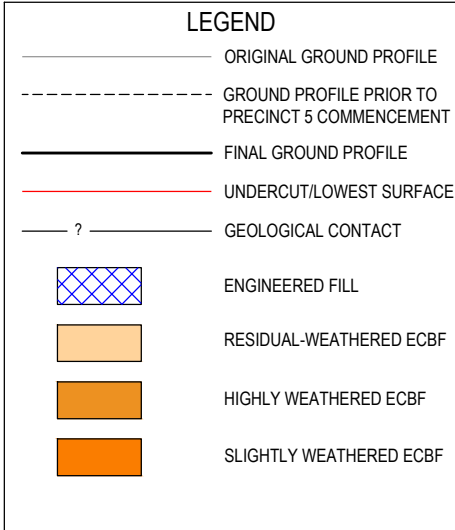 LEGEND
ORIGINAL GROUND PROFILE
GROUND PROFILE PRIOR TO
PRECINCT 5 COMMENCEMENT
FINAL GROUND PROFILE
UNDERCUT/LOWEST SURFACE
?
GEOLOGICAL CONTACT
ENGINEERED FILL
RESIDUAL-WEATHERED ECBF
HIGHLY WEATHERED ECBF
SLIGHTLY WEATHERED ECBF